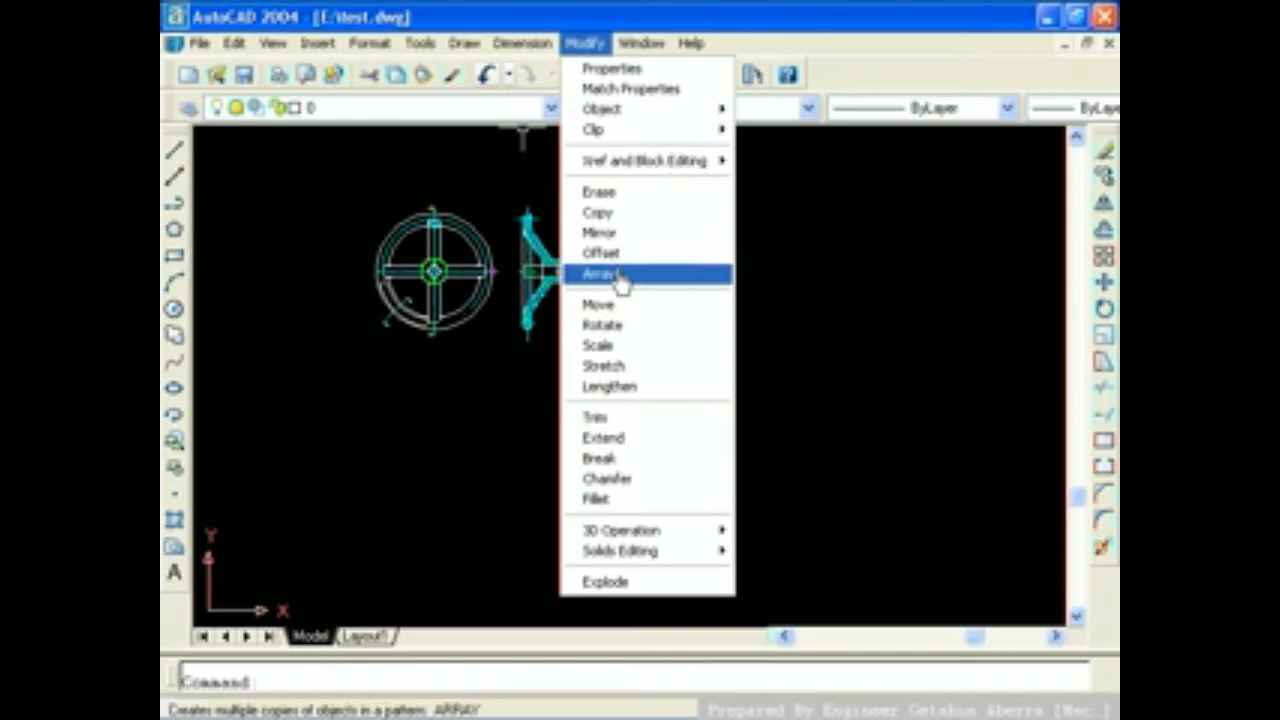 AutoCAD 2004 - [E:\test.dwg]
File Edit View Insert Format Tools Draw Dimension Modify Window Help
0 ByLayer ByLaye
Properties
Match Properties
Object
Clip
Xref and Block Editing
Erase
Copy
Mirror
Offset
Array
Move
Rotate
Scale
Stretch
Lengthen
Trim
Extend
Break
Chamfer
Fillet
3D Operation
Solids Editing
Explode
A
Y
X
Model Layout1
Command:
Creates multiple copies of objects in a pattern: ARRAY
Prepared By Engineer Getahun Aberra [Msc.]